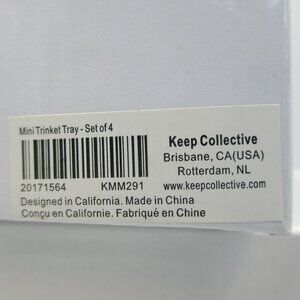 Mini Trinket Tray - Set of 4
20171564 KMM291
Keep Collective
Brisbane, CA(USA)
Rotterdam, NL
www.keepcollective.com
Designed in California. Made in China
Conçu en Californie. Fabriqué en Chine